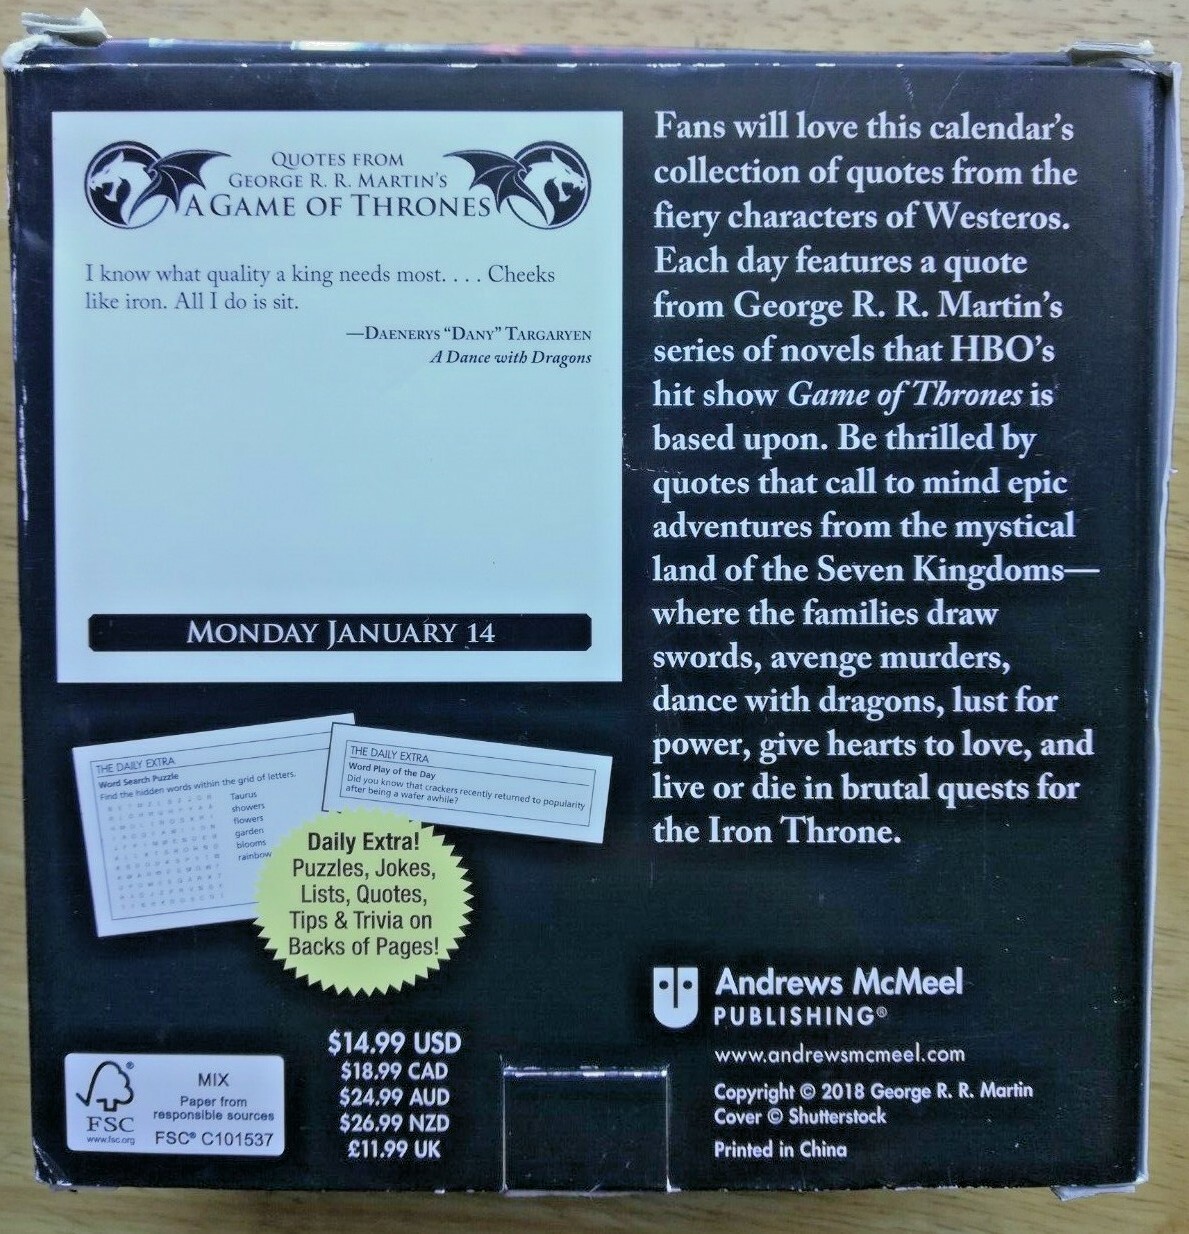 QUOTES FROM
GEORGE R. R. MARTIN'S
A GAME OF THRONES
I know what quality a king needs most. . . . Cheeks
like iron. All I do is sit.
—DAENERYS “DANY” TARGARYEN
A Dance with Dragons
MONDAY JANUARY 14
Fans will love this calendar's
collection of quotes from the
fiery characters of Westeros.
Each day features a quote
from George R. R. Martin's
series of novels that HBO's
hit show Game of Thrones is
based upon. Be thrilled by
quotes that call to mind epic
adventures from the mystical
land of the Seven Kingdoms—
where the families draw
swords, avenge murders,
dance with dragons, lust for
power, give hearts to love, and
live or die in brutal quests for
the Iron Throne.
THE DAILY EXTRA
Word Search Puzzle
Find the hidden words within the grid of letters.
Taurus
showers
flowers
garden
blooms
rainbow
THE DAILY EXTRA
Word Play of the Day
Did you know that crackers recently returned to popularity
after being a wafer awhile?
Daily Extra!
Puzzles, Jokes,
Lists, Quotes,
Tips & Trivia on
Backs of Pages!
$14.99 USD
$18.99 CAD
$24.99 AUD
$26.99 NZD
£11.99 UK
FSC
www.fsc.org
MIX
Paper from
responsible sources
FSC® C101537
Andrews McMeel
PUBLISHING®
www.andrewsmcmeel.com
Copyright © 2018 George R. R. Martin
Cover © Shutterstock
Printed in China